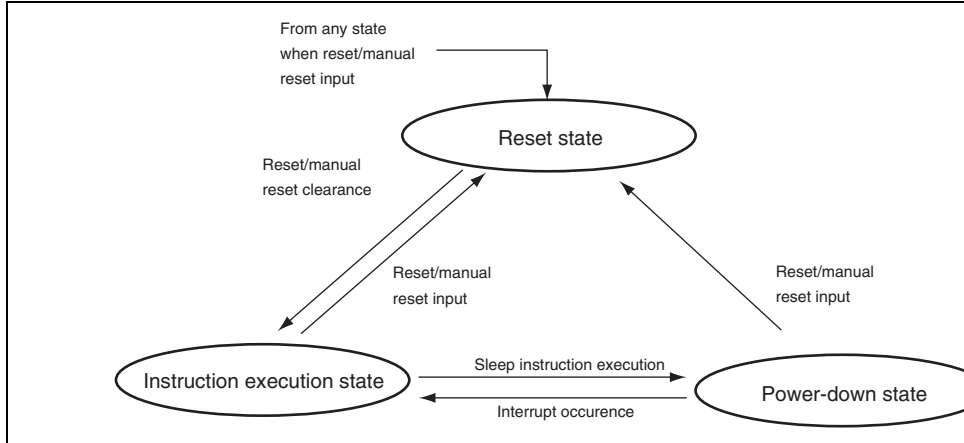 From any state
when reset/manual
reset input
Reset state
Reset/manual
reset clearance
Reset/manual
reset input
Reset/manual
reset input
Instruction execution state
Sleep instruction execution
Interrupt occurence
Power-down state